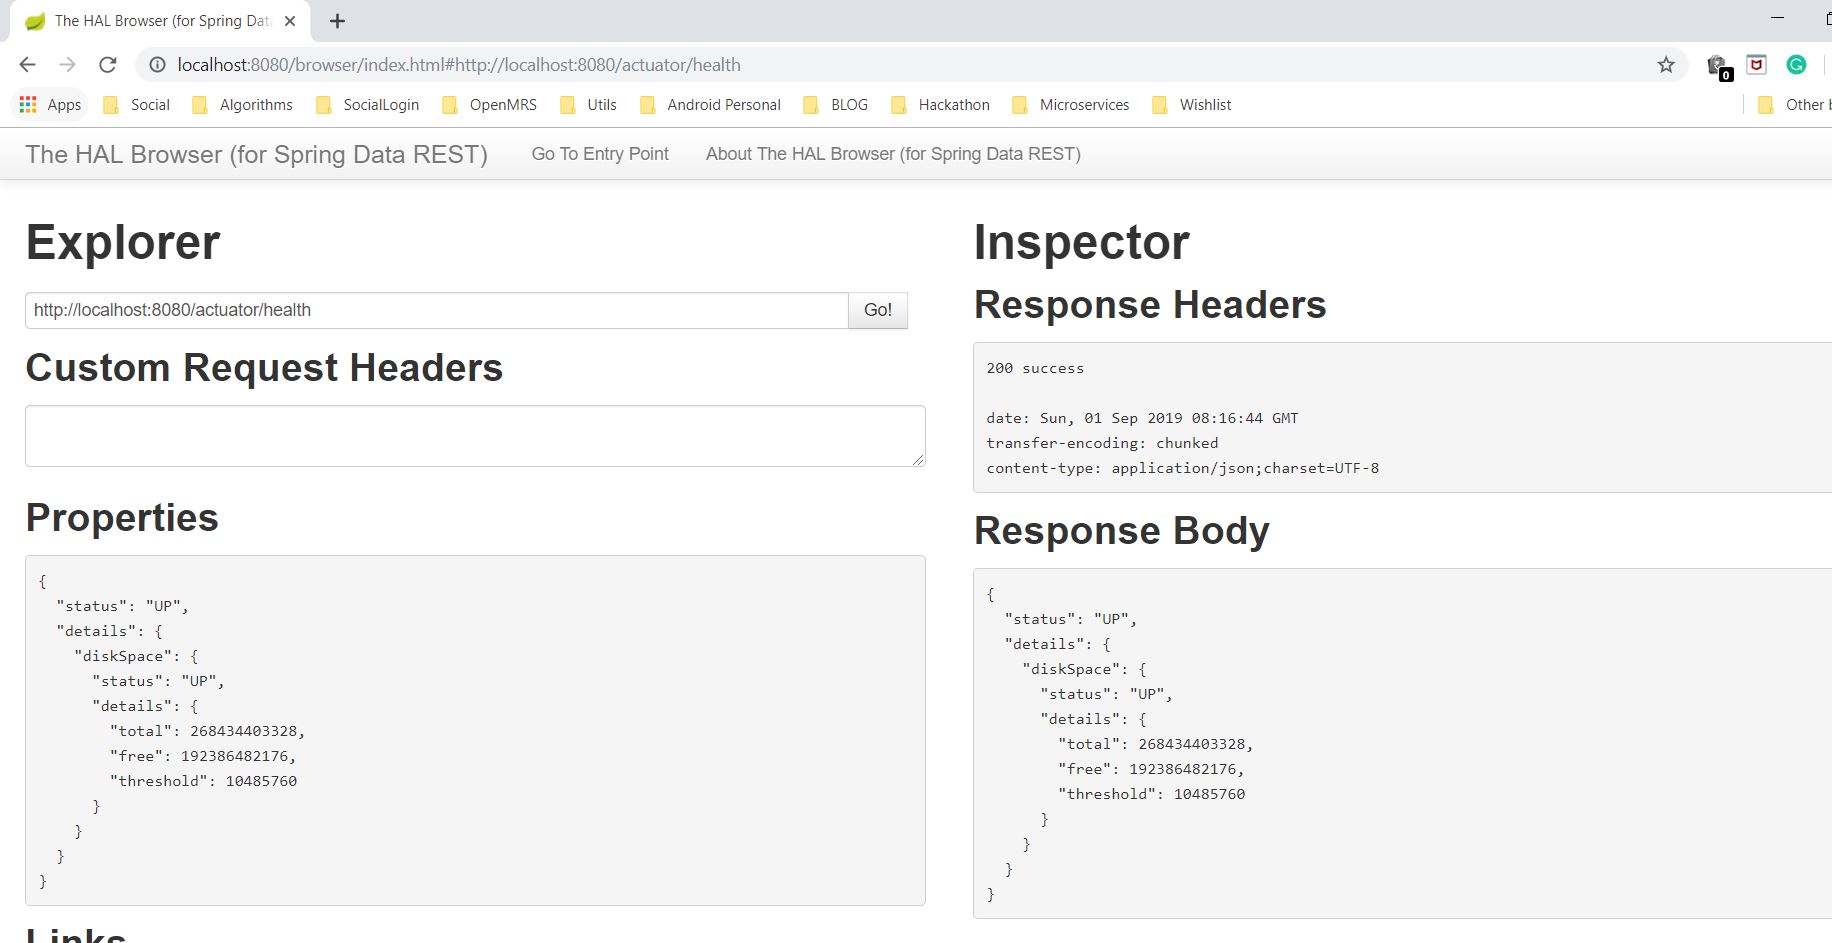 The HAL Browser (for Spring Data
localhost:8080/browser/index.html#http://localhost:8080/actuator/health
0
Apps
Social
Algorithms
SocialLogin
OpenMRS
Utils
Android Personal
BLOG
Hackathon
Microservices
Wishlist
Other
The HAL Browser (for Spring Data REST)
Go To Entry Point
About The HAL Browser (for Spring Data REST)
Explorer
http://localhost:8080/actuator/health
Go!
Custom Request Headers
Properties
{
"status": "UP",
"details": {
"diskSpace": {
"status": "UP",
"details": {
"total": 268434403328,
"free": 192386482176,
"threshold": 10485760
}
}
}
}
Links
Inspector
Response Headers
200 success
date: Sun, 01 Sep 2019 08:16:44 GMT
transfer-encoding: chunked
content-type: application/json;charset=UTF-8
Response Body
{
"status": "UP",
"details": {
"diskSpace": {
"status": "UP",
"details": {
"total": 268434403328,
"free": 192386482176,
"threshold": 10485760
}
}
}
}